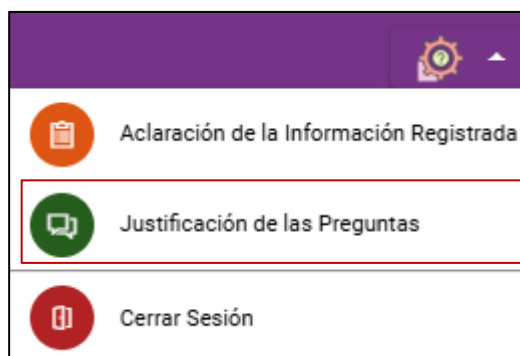 Aclaración de la Información Registrada
Justificación de las Preguntas
Cerrar Sesión